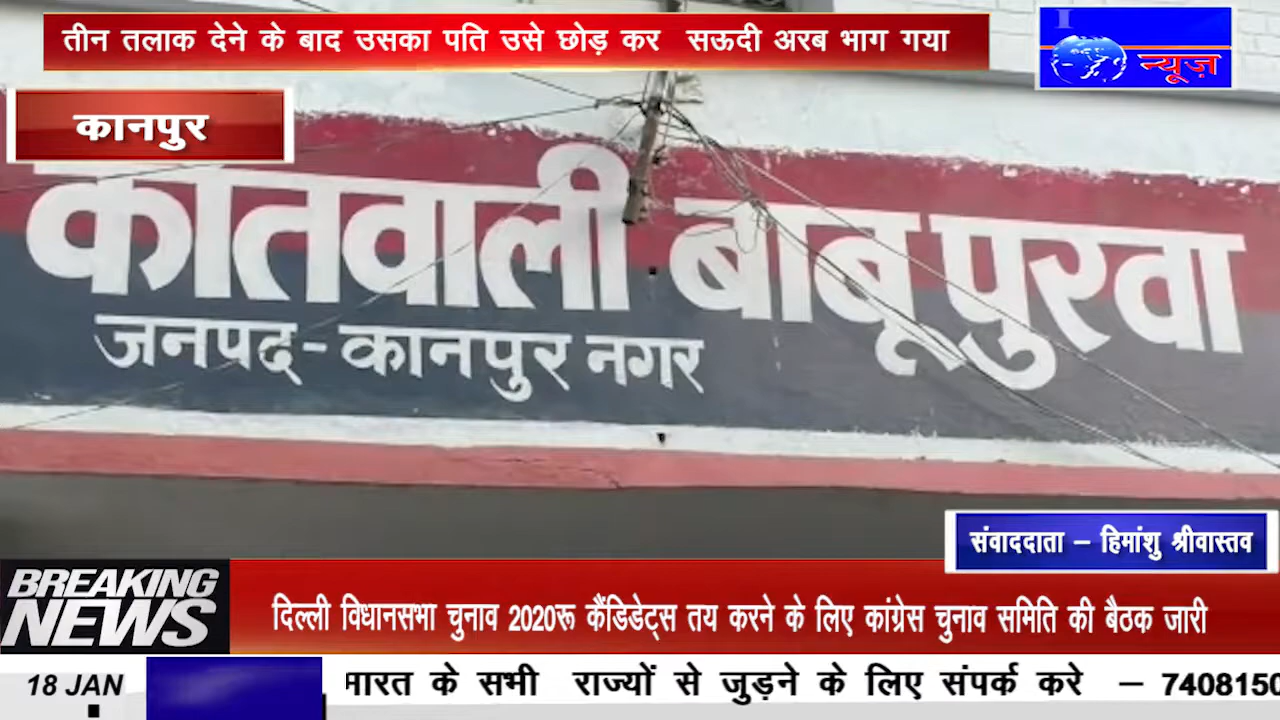 तीन तलाक देने के बाद उसका पति उसे छोड़ कर सऊदी अरब भाग गया
न्यूज़
कानपुर
कोतवाली बाबूपुरवा
जनपद-कानपुर नगर
संवाददाता – हिमांशु श्रीवास्तव
BREAKING
NEWS
दिल्ली विधानसभा चुनाव 2020रू कैंडिडेट्स तय करने के लिए कांग्रेस चुनाव समिति की बैठक जारी
18 JAN
भारत के सभी राज्यों से जुड़ने के लिए संपर्क करे – 7408150